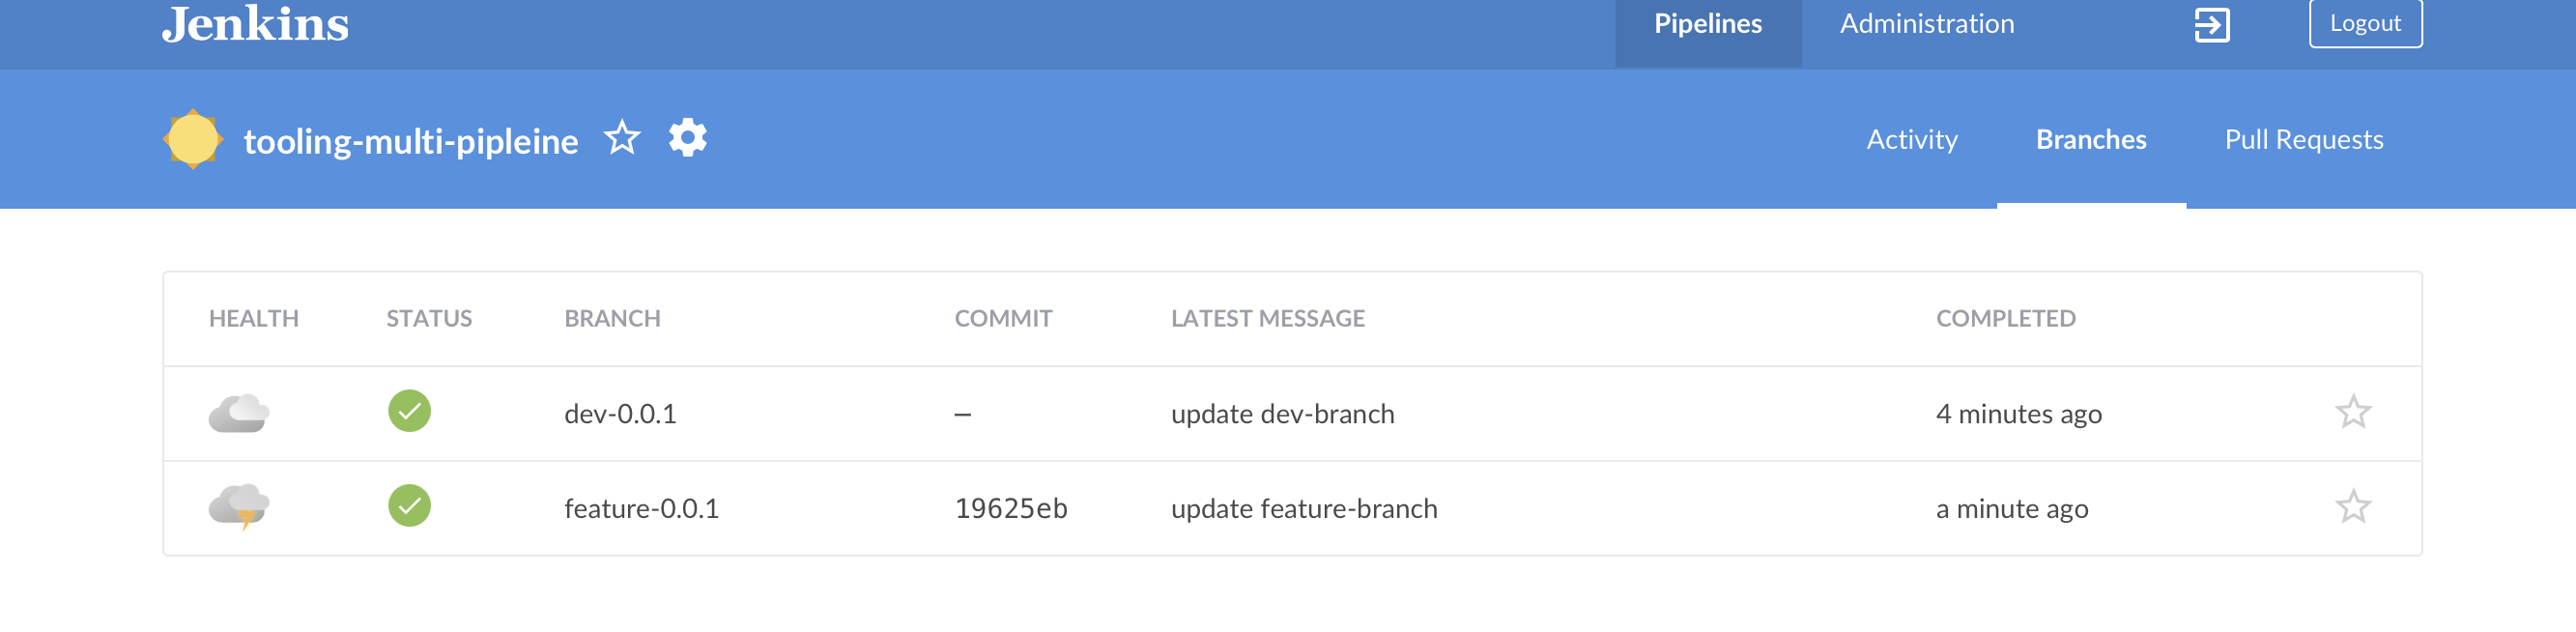 Jenkins Pipelines Administration Logout
tooling-multi-pipleine Activity Branches Pull Requests
HEALTH STATUS BRANCH COMMIT LATEST MESSAGE COMPLETED
dev-0.0.1 – update dev-branch 4 minutes ago
feature-0.0.1 19625eb update feature-branch a minute ago